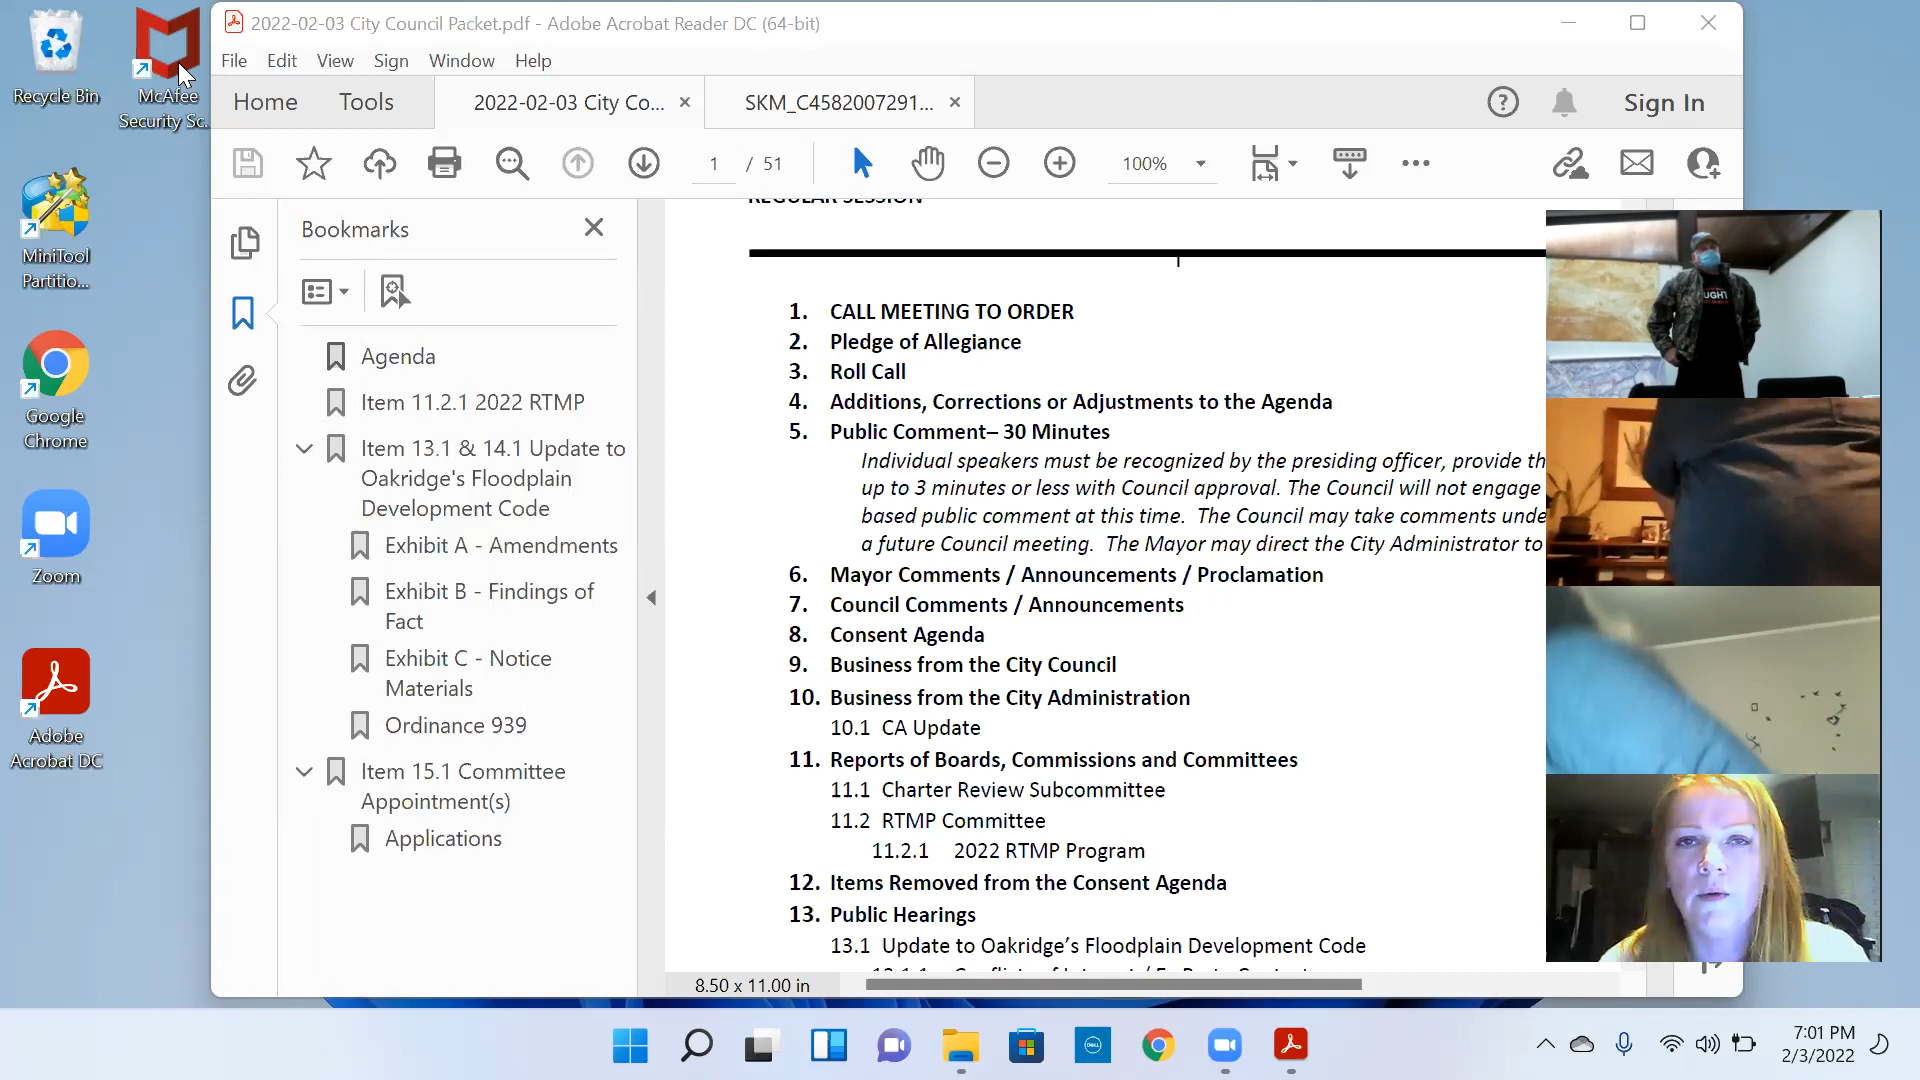 Recycle Bin
McAfee
Security Sc...
MiniTool
Partitio...
Google
Chrome
Zoom
Adobe
Acrobat DC
2022-02-03 City Council Packet.pdf - Adobe Acrobat Reader DC (64-bit)
File Edit View Sign Window Help
Home Tools 2022-02-03 City Co... SKM_C4582007291... Sign In
1 / 51 100%
Bookmarks
Agenda
Item 11.2.1 2022 RTMP
Item 13.1 & 14.1 Update to
Oakridge's Floodplain
Development Code
Exhibit A - Amendments
Exhibit B - Findings of
Fact
Exhibit C - Notice
Materials
Ordinance 939
Item 15.1 Committee
Appointment(s)
Applications
REGULAR SESSION
1. CALL MEETING TO ORDER
2. Pledge of Allegiance
3. Roll Call
4. Additions, Corrections or Adjustments to the Agenda
5. Public Comment– 30 Minutes
Individual speakers must be recognized by the presiding officer, provide th
up to 3 minutes or less with Council approval. The Council will not engage
based public comment at this time. The Council may take comments unde
a future Council meeting. The Mayor may direct the City Administrator to
6. Mayor Comments / Announcements / Proclamation
7. Council Comments / Announcements
8. Consent Agenda
9. Business from the City Council
10. Business from the City Administration
10.1 CA Update
11. Reports of Boards, Commissions and Committees
11.1 Charter Review Subcommittee
11.2 RTMP Committee
11.2.1 2022 RTMP Program
12. Items Removed from the Consent Agenda
13. Public Hearings
13.1 Update to Oakridge’s Floodplain Development Code
8.50 x 11.00 in
UGHT
DELL
7:01 PM
2/3/2022